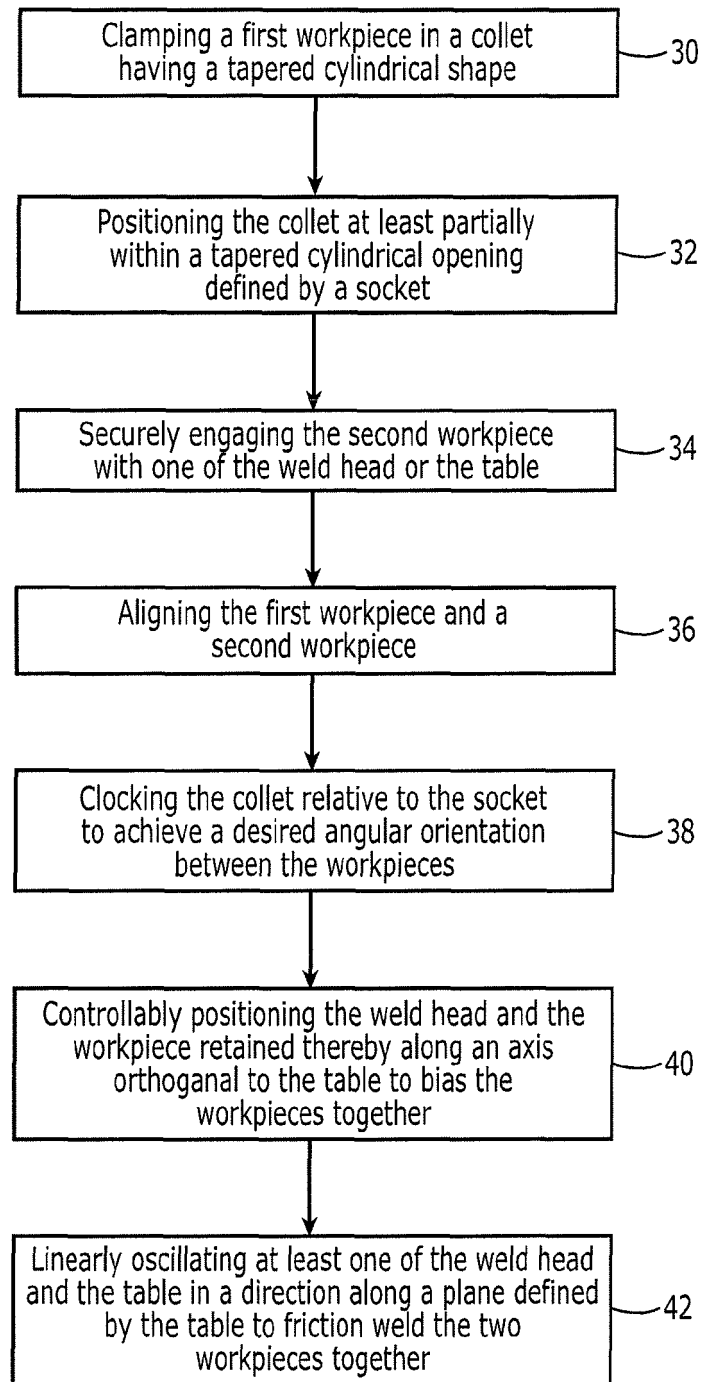 Clamping a first workpiece in a collet
having a tapered cylindrical shape
30
Positioning the collet at least partially
within a tapered cylindrical opening
defined by a socket
32
Securely engaging the second workpiece
with one of the weld head or the table
34
Aligning the first workpiece and a
second workpiece
36
Clocking the collet relative to the socket
to achieve a desired angular orientation
between the workpieces
38
Controllably positioning the weld head and the
workpiece retained thereby along an axis
orthoganal to the table to bias the
workpieces together
40
Linearly oscillating at least one of the weld head
and the table in a direction along a plane defined
by the table to friction weld the two
workpieces together
42